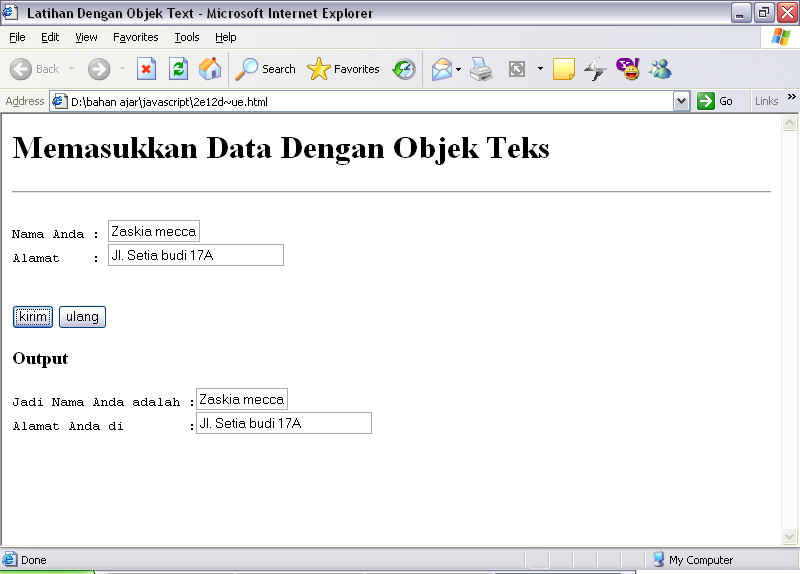 Latihan Dengan Objek Text - Microsoft Internet Explorer
File Edit View Favorites Tools Help
Back Search Favorites
Address D:\bahan ajar\javascript\2e12d~ue.html Go Links »
Memasukkan Data Dengan Objek Teks
Nama Anda : Zaskia mecca
Alamat : Jl. Setia budi 17A
kirim ulang
Output
Jadi Nama Anda adalah :Zaskia mecca
Alamat Anda di :Jl. Setia budi 17A
Done My Computer